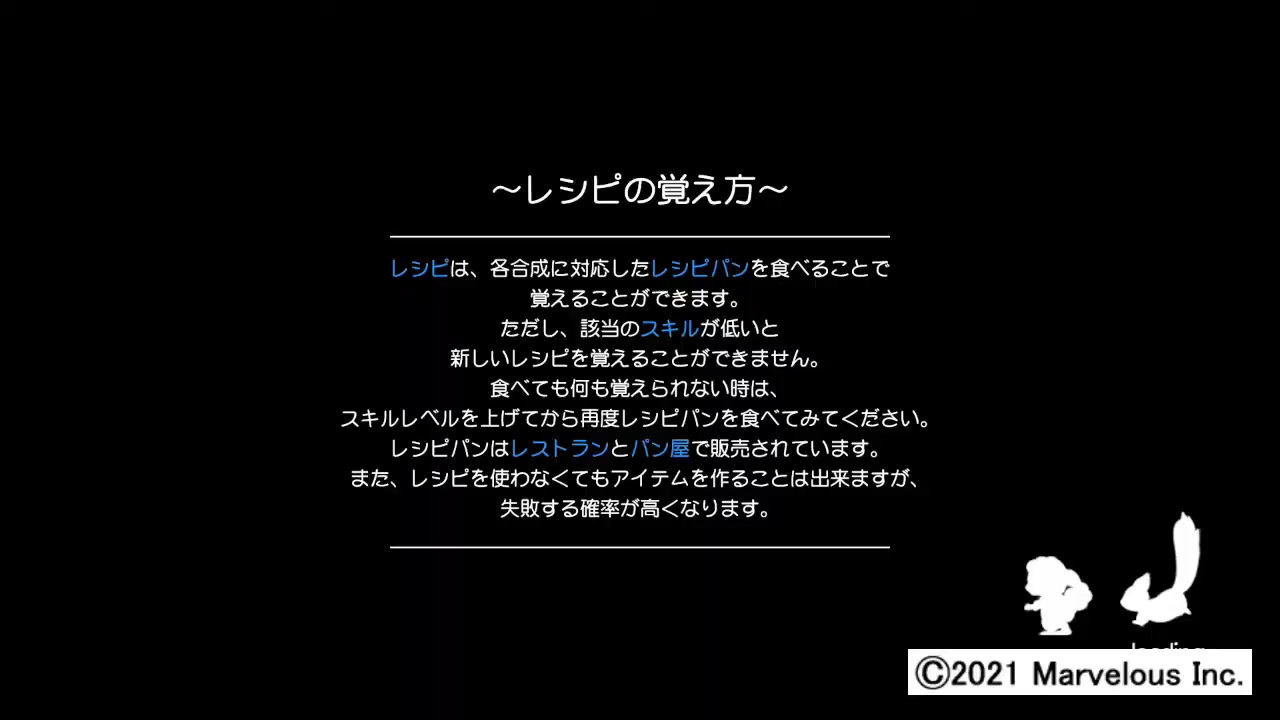 ～レシピの覚え方～
レシピは、各合成に対応したレシピパンを食べることで
覚えることができます。
ただし、該当のスキルが低いと
新しいレシピを覚えることができません。
食べても何も覚えられない時は、
スキルレベルを上げてから再度レシピパンを食べてみてください。
レシピパンはレストランとパン屋で販売されています。
また、レシピを使わなくてもアイテムを作ることは出来ますが、
失敗する確率が高くなります。
©2021 Marvelous Inc.